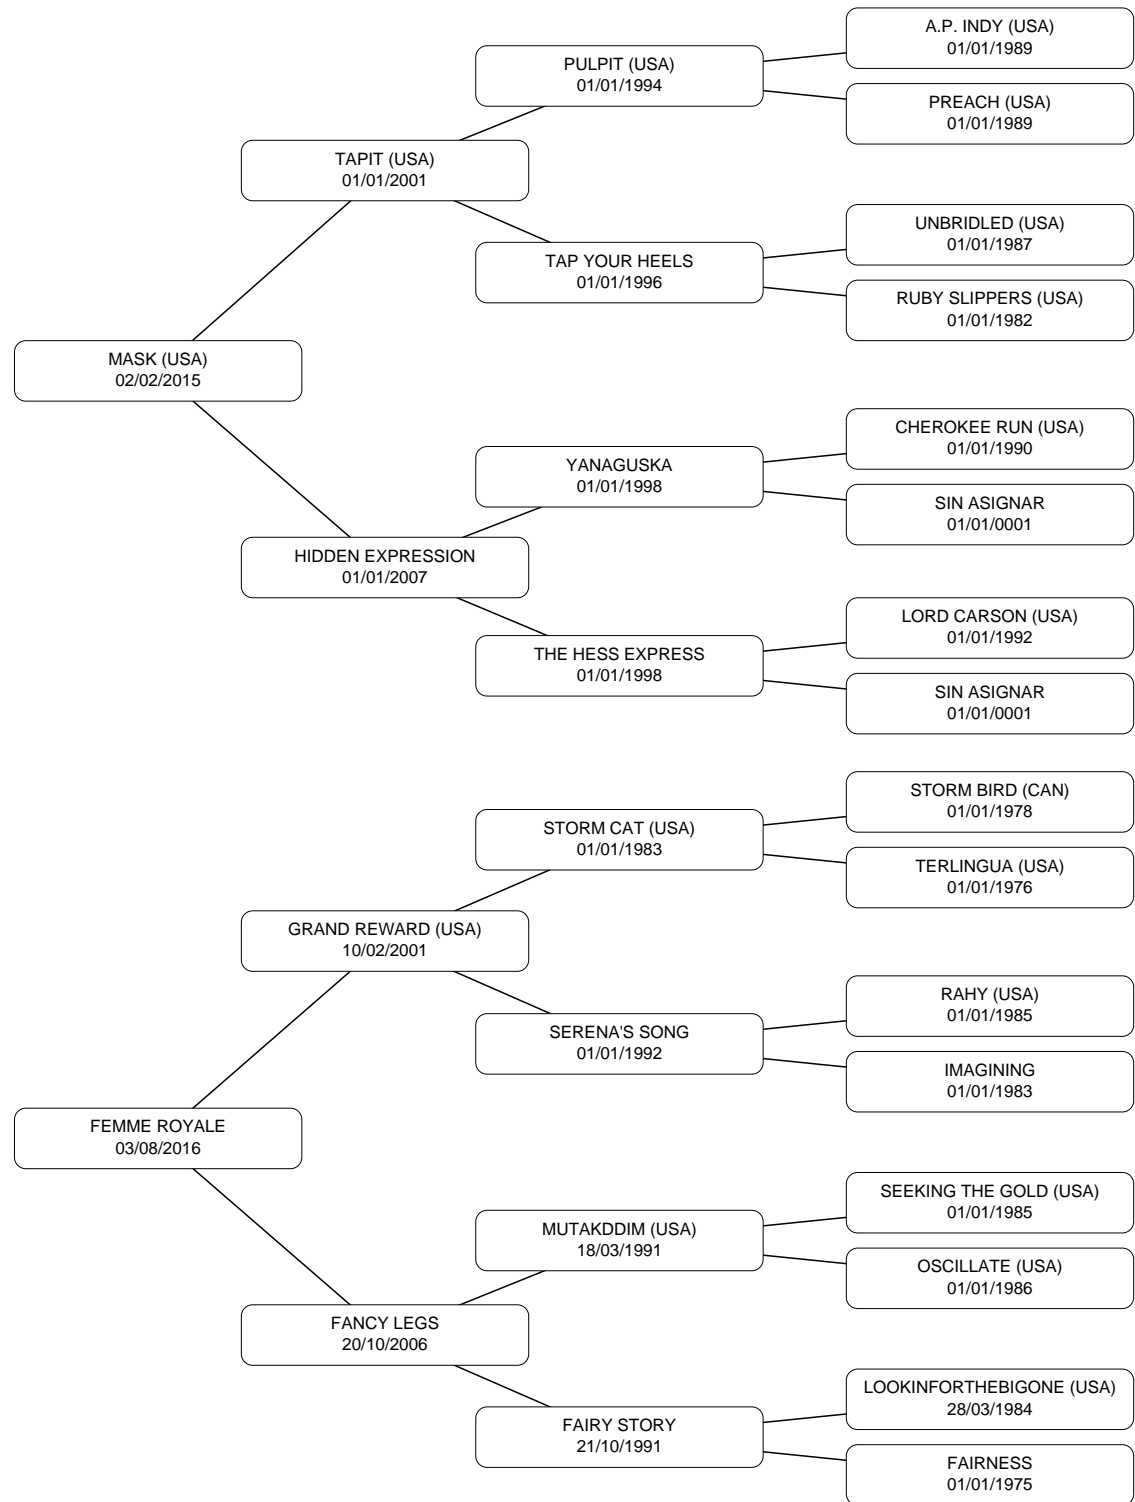 A.P. INDY (USA)
01/01/1989
PULPIT (USA)
01/01/1994
PREACH (USA)
01/01/1989
TAPIT (USA)
01/01/2001
UNBRIDLED (USA)
01/01/1987
TAP YOUR HEELS
01/01/1996
RUBY SLIPPERS (USA)
01/01/1982
MASK (USA)
02/02/2015
CHEROKEE RUN (USA)
01/01/1990
YANAGUSKA
01/01/1998
SIN ASIGNAR
01/01/0001
HIDDEN EXPRESSION
01/01/2007
LORD CARSON (USA)
01/01/1992
THE HESS EXPRESS
01/01/1998
SIN ASIGNAR
01/01/0001
STORM BIRD (CAN)
01/01/1978
STORM CAT (USA)
01/01/1983
TERLINGUA (USA)
01/01/1976
GRAND REWARD (USA)
10/02/2001
RAHY (USA)
01/01/1985
SERENA'S SONG
01/01/1992
IMAGINING
01/01/1983
FEMME ROYALE
03/08/2016
SEEKING THE GOLD (USA)
01/01/1985
MUTAKDDIM (USA)
18/03/1991
OSCILLATE (USA)
01/01/1986
FANCY LEGS
20/10/2006
LOOKINFORTHEBIGONE (USA)
28/03/1984
FAIRY STORY
21/10/1991
FAIRNESS
01/01/1975